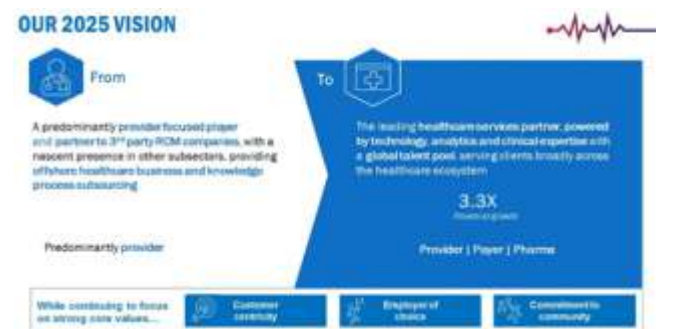 OUR 2025 VISION
From
To
A predominantly provider focused player
and partner to 3rd party RCM companies, with a
nascent presence in other subsectors, providing
offshore healthcare business and knowledge
process outsourcing
The leading healthcare services partner, powered
by technology, analytics and clinical expertise with
a global talent pool, serving clients broadly across
the healthcare ecosystem
3.3X
Predominantly provider
Provider | Payer | Pharma
While continuing to focus
on strong core values...
Customer
centricity
Employer of
choice
Commitment to
community